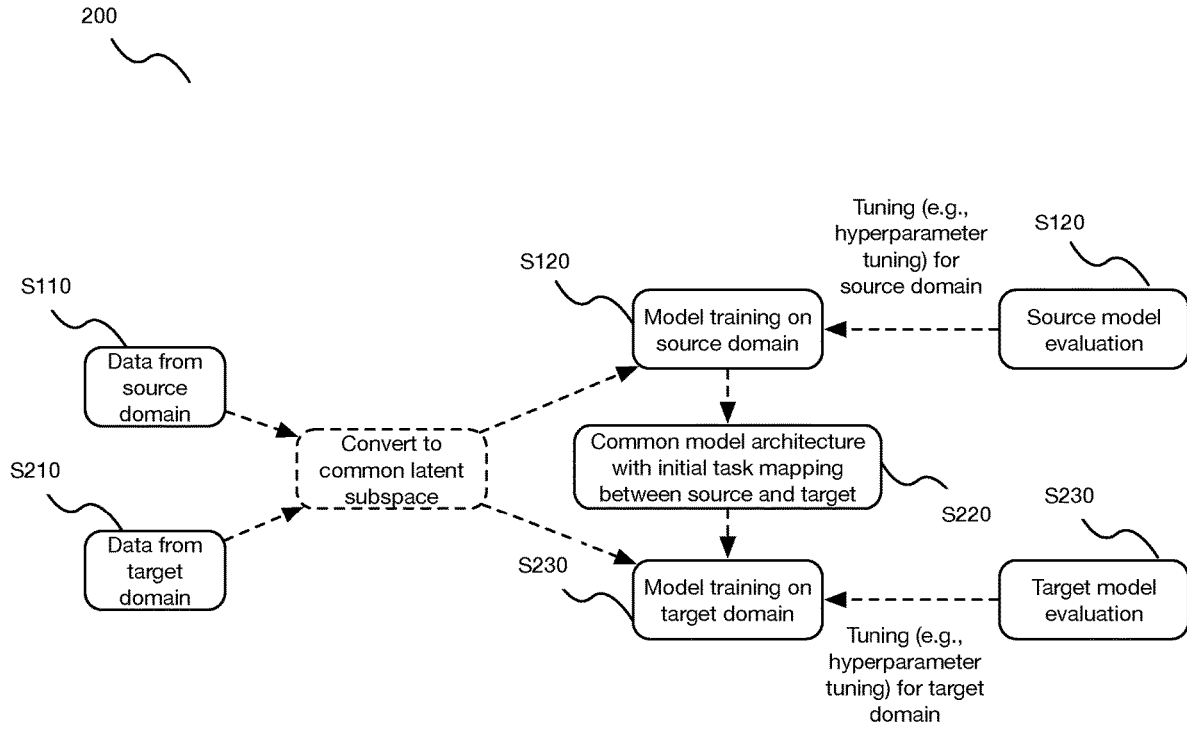 200
Tuning (e.g.,
hyperparameter
tuning) for
source domain
S120
S120
S110
Model training on
source domain
Source model
evaluation
Data from
source
domain
Convert to
common latent
subspace
Common model architecture
with initial task mapping
between source and target
S210
S220
S230
Data from
target
domain
S230
Model training on
target domain
Target model
evaluation
Tuning (e.g.,
hyperparameter
tuning) for target
domain